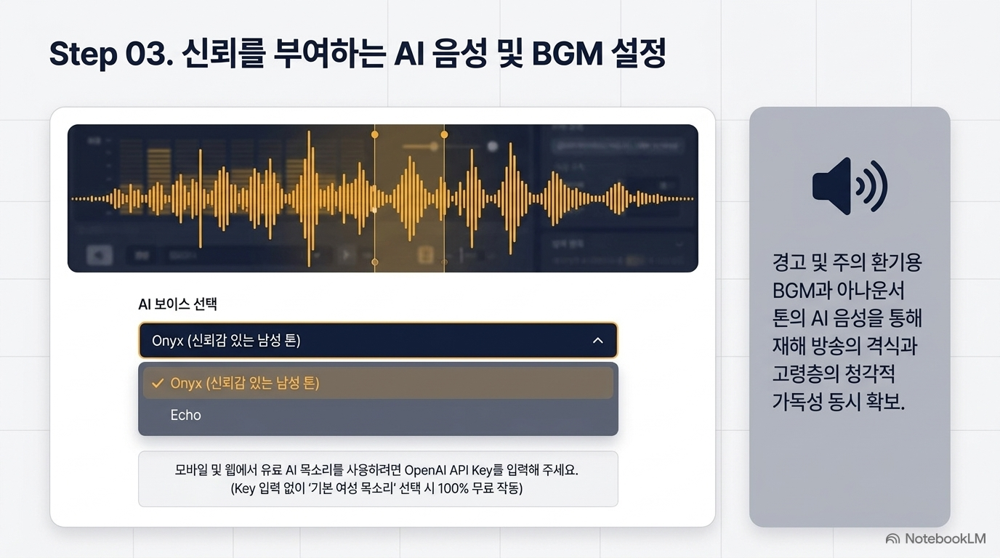 Step 03. 신뢰를 부여하는 AI 음성 및 BGM 설정
AI 보이스 선택
Onyx (신뢰감 있는 남성 톤)
Onyx (신뢰감 있는 남성 톤)
Echo
모바일 및 웹에서 유료 AI 목소리를 사용하려면 OpenAI API Key를 입력해 주세요.
(Key 입력 없이 ‘기본 여성 목소리’ 선택 시 100% 무료 작동)
경고 및 주의 환기용
BGM과 아나운서
톤의 AI 음성을 통해
재해 방송의 격식과
고령층의 청각적
가독성 동시 확보.
NotebookLM